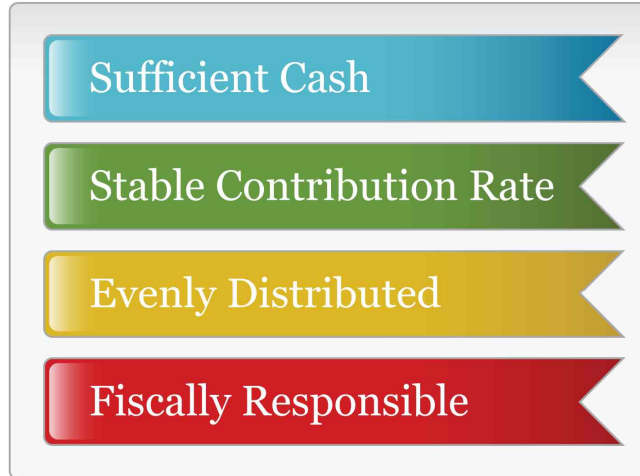 Sufficient Cash
Stable Contribution Rate
Evenly Distributed
Fiscally Responsible